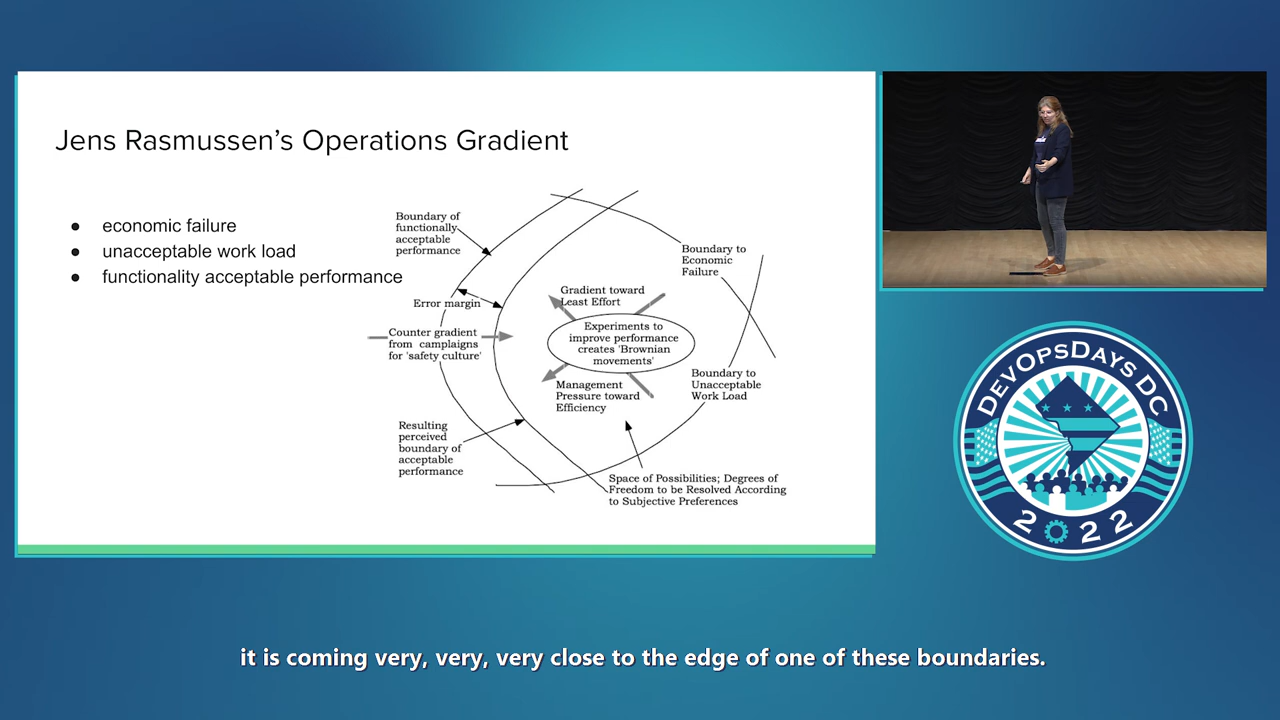 Jens Rasmussen's Operations Gradient
● economic failure
● unacceptable work load
● functionality acceptable performance
Boundary of
functionally
acceptable
performance
Error margin
Counter gradient
from camplaigns
for 'safety culture'
Resulting
perceived
boundary of
acceptable
performance
Gradient toward
Least Effort
Experiments to
improve performance
creates 'Brownian
movements'
Management
Pressure toward
Efficiency
Boundary to
Economic
Failure
Boundary to
Unacceptable
Work Load
Space of Possibilities; Degrees of
Freedom to be Resolved According
to Subjective Preferences
DEVOPSDAYS DC
2022
it is coming very, very, very close to the edge of one of these boundaries.